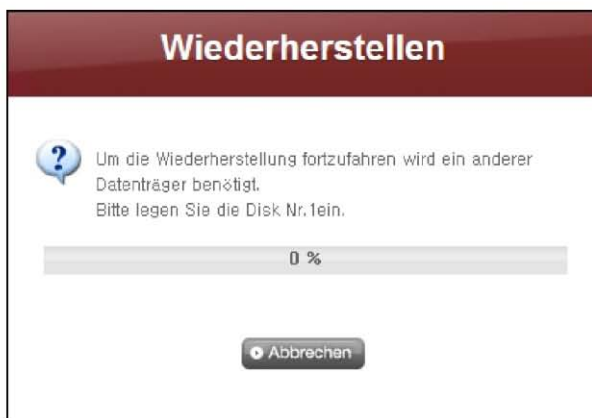 Wiederherstellen
Um die Wiederherstellung fortzufahren wird ein anderer
Datenträger benötigt.
Bitte legen Sie die Disk Nr.1ein.
0 %
Abbrechen